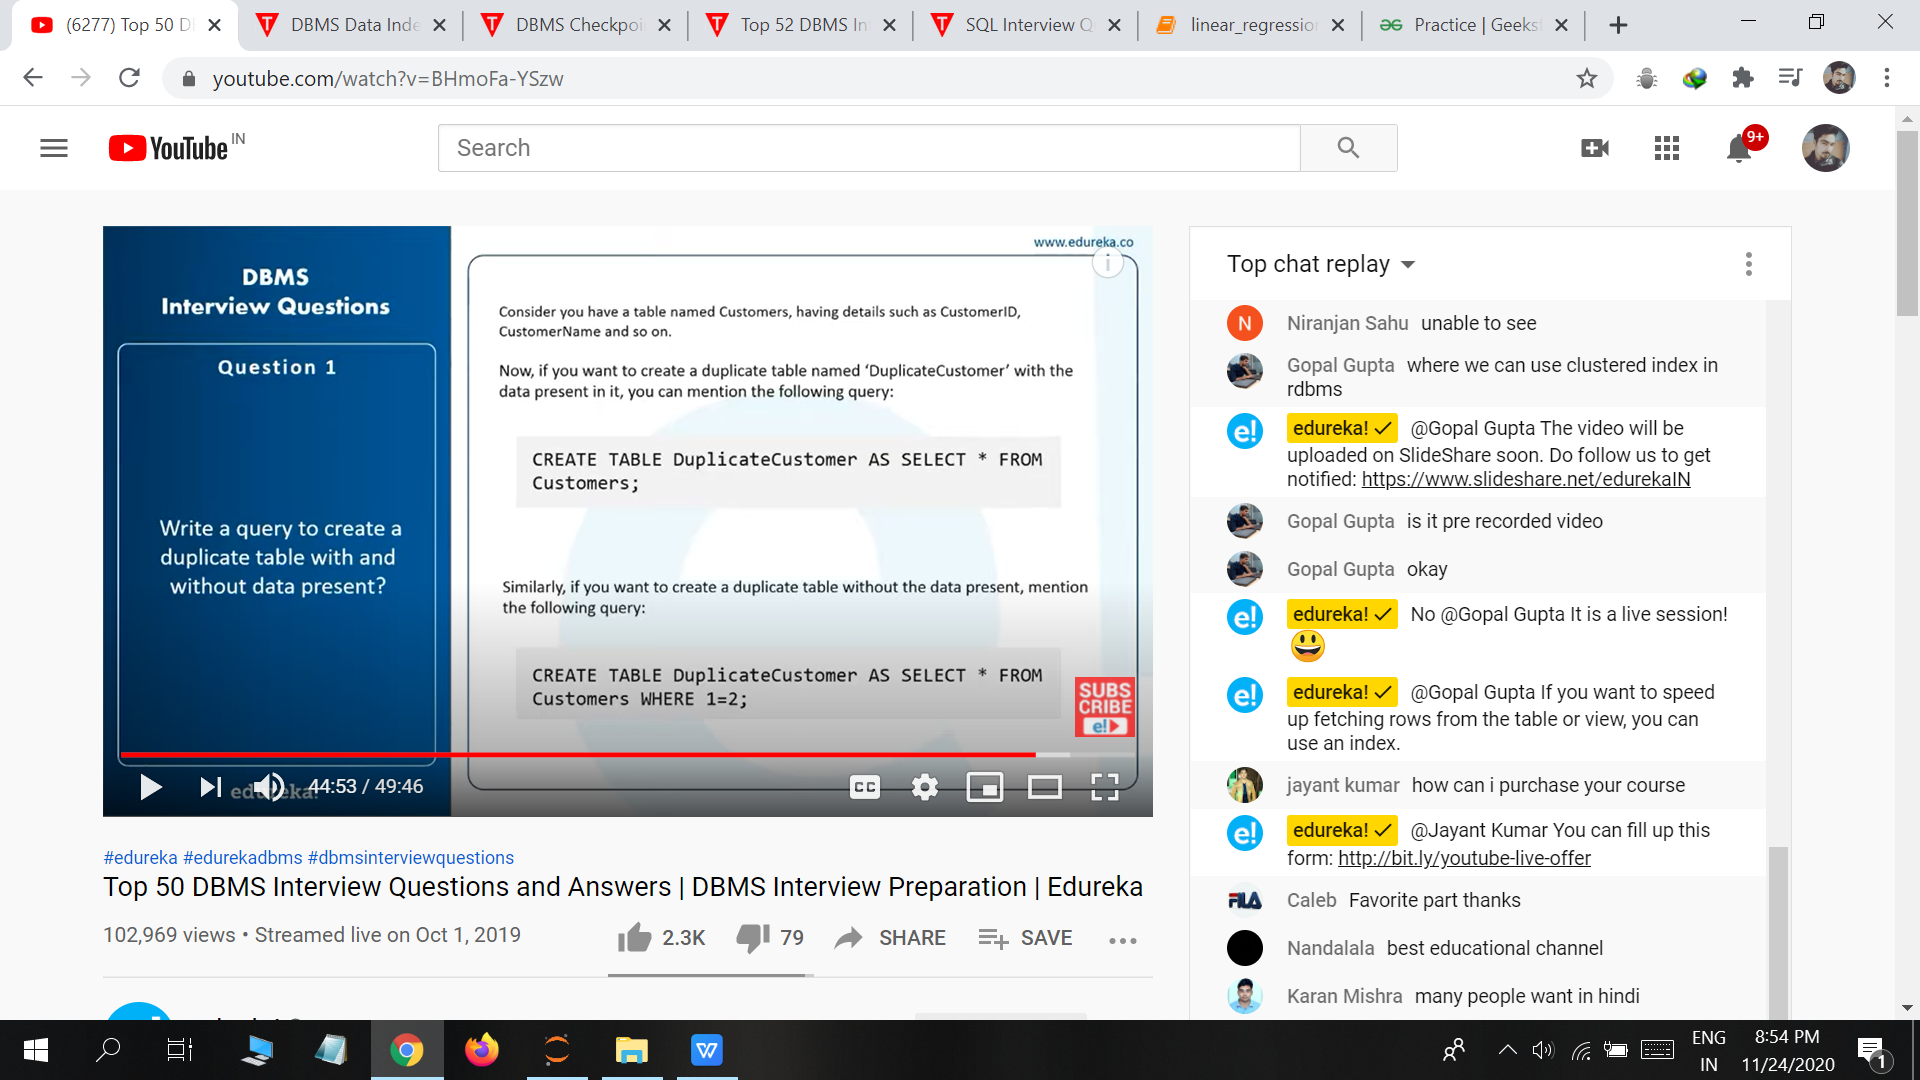 (6277) Top 50 D
DBMS Data Inde
DBMS Checkpoi
Top 52 DBMS In
SQL Interview Q
linear_regression
Practice | Geeksf
youtube.com/watch?v=BHmoFa-YSzw
YouTube IN
Search
9+
www.edureka.co
DBMS
Interview Questions
Question 1
Write a query to create a
duplicate table with and
without data present?
Consider you have a table named Customers, having details such as CustomerID,
CustomerName and so on.
Now, if you want to create a duplicate table named ‘DuplicateCustomer’ with the
data present in it, you can mention the following query:
CREATE TABLE DuplicateCustomer AS SELECT * FROM
Customers;
Similarly, if you want to create a duplicate table without the data present, mention
the following query:
CREATE TABLE DuplicateCustomer AS SELECT * FROM
Customers WHERE 1=2;
SUBS
CRIBE
e!
edureka!
44:53 / 49:46
CC
#edureka #edurekadbms #dbmsinterviewquestions
Top 50 DBMS Interview Questions and Answers | DBMS Interview Preparation | Edureka
102,969 views • Streamed live on Oct 1, 2019
2.3K
79
SHARE
SAVE
Top chat replay
N
Niranjan Sahu unable to see
Gopal Gupta where we can use clustered index in
rdbms
e!
edureka! @Gopal Gupta The video will be
uploaded on SlideShare soon. Do follow us to get
notified: https://www.slideshare.net/edurekaIN
Gopal Gupta is it pre recorded video
Gopal Gupta okay
e!
edureka! No @Gopal Gupta It is a live session!
e!
edureka! @Gopal Gupta If you want to speed
up fetching rows from the table or view, you can
use an index.
jayant kumar how can i purchase your course
e!
edureka! @Jayant Kumar You can fill up this
form: http://bit.ly/youtube-live-offer
FILA
Caleb Favorite part thanks
Nandalala best educational channel
Karan Mishra many people want in hindi
W
ENG
IN
8:54 PM
11/24/2020
1